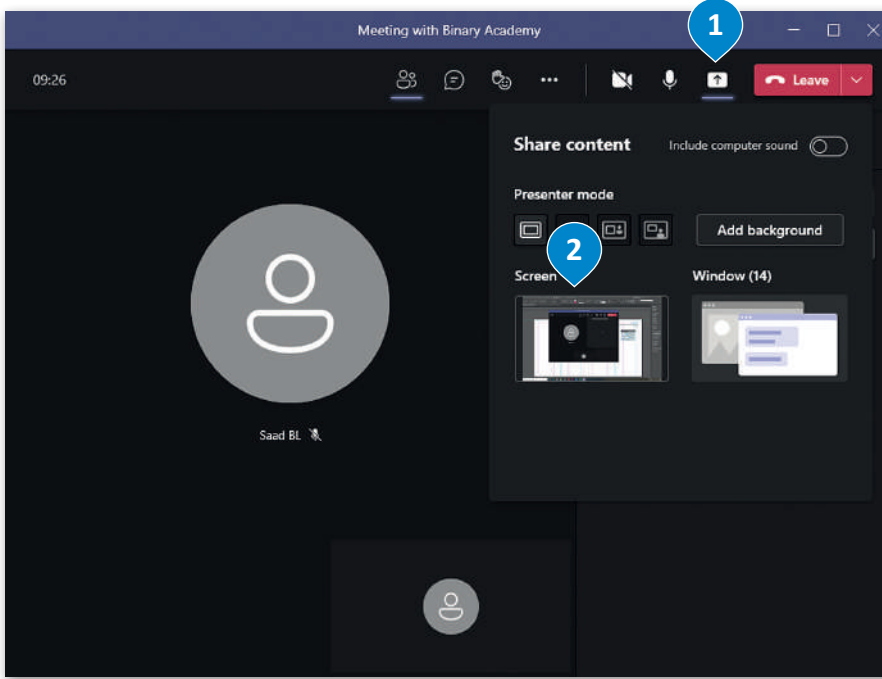 Meeting with Binary Academy
1
09:26
Leave
Share content
Include computer sound
Presenter mode
Add background
2
Screen
Window (14)
Saad BL